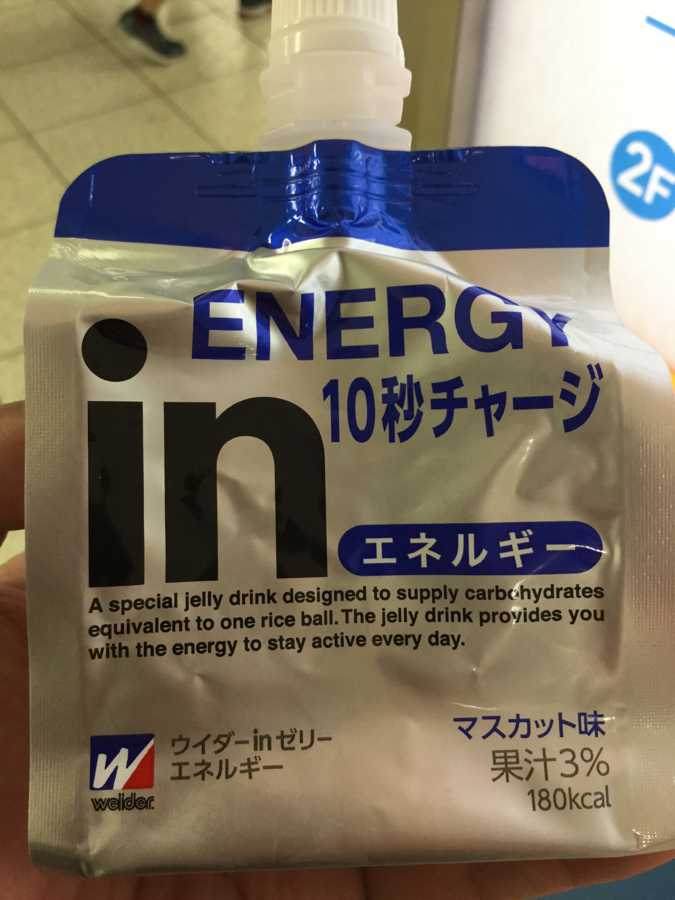 2F
ENERGY
in
10秒チャージ
エネルギー
A special jelly drink designed to supply carbohydrates
equivalent to one rice ball. The jelly drink provides you
with the energy to stay active every day.
W
weider
ウイダーinゼリー
エネルギー
マスカット味
果汁3%
180kcal